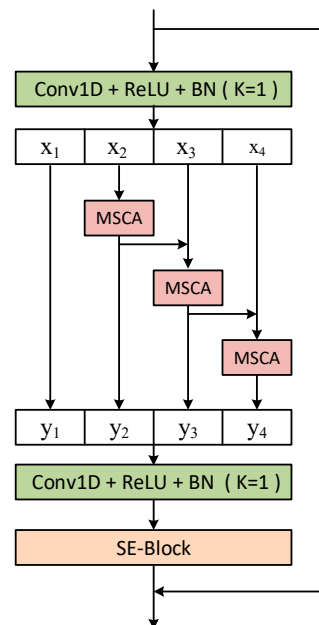 Conv1D + ReLU + BN ( K=1 )
x₁ x₂ x₃ x₄
MSCA
MSCA
MSCA
y₁ y₂ y₃ y₄
Conv1D + ReLU + BN ( K=1 )
SE-Block